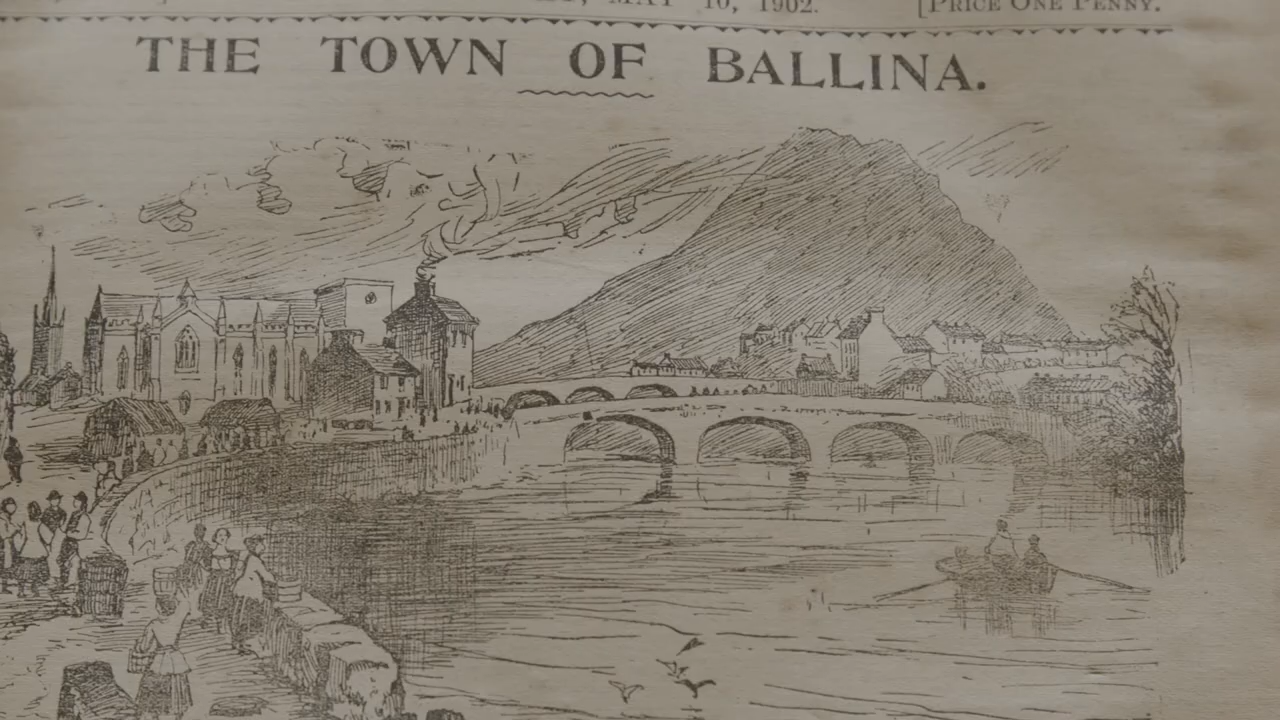 MAY 10, 1902. [PRICE ONE PENNY.
THE TOWN OF BALLINA.